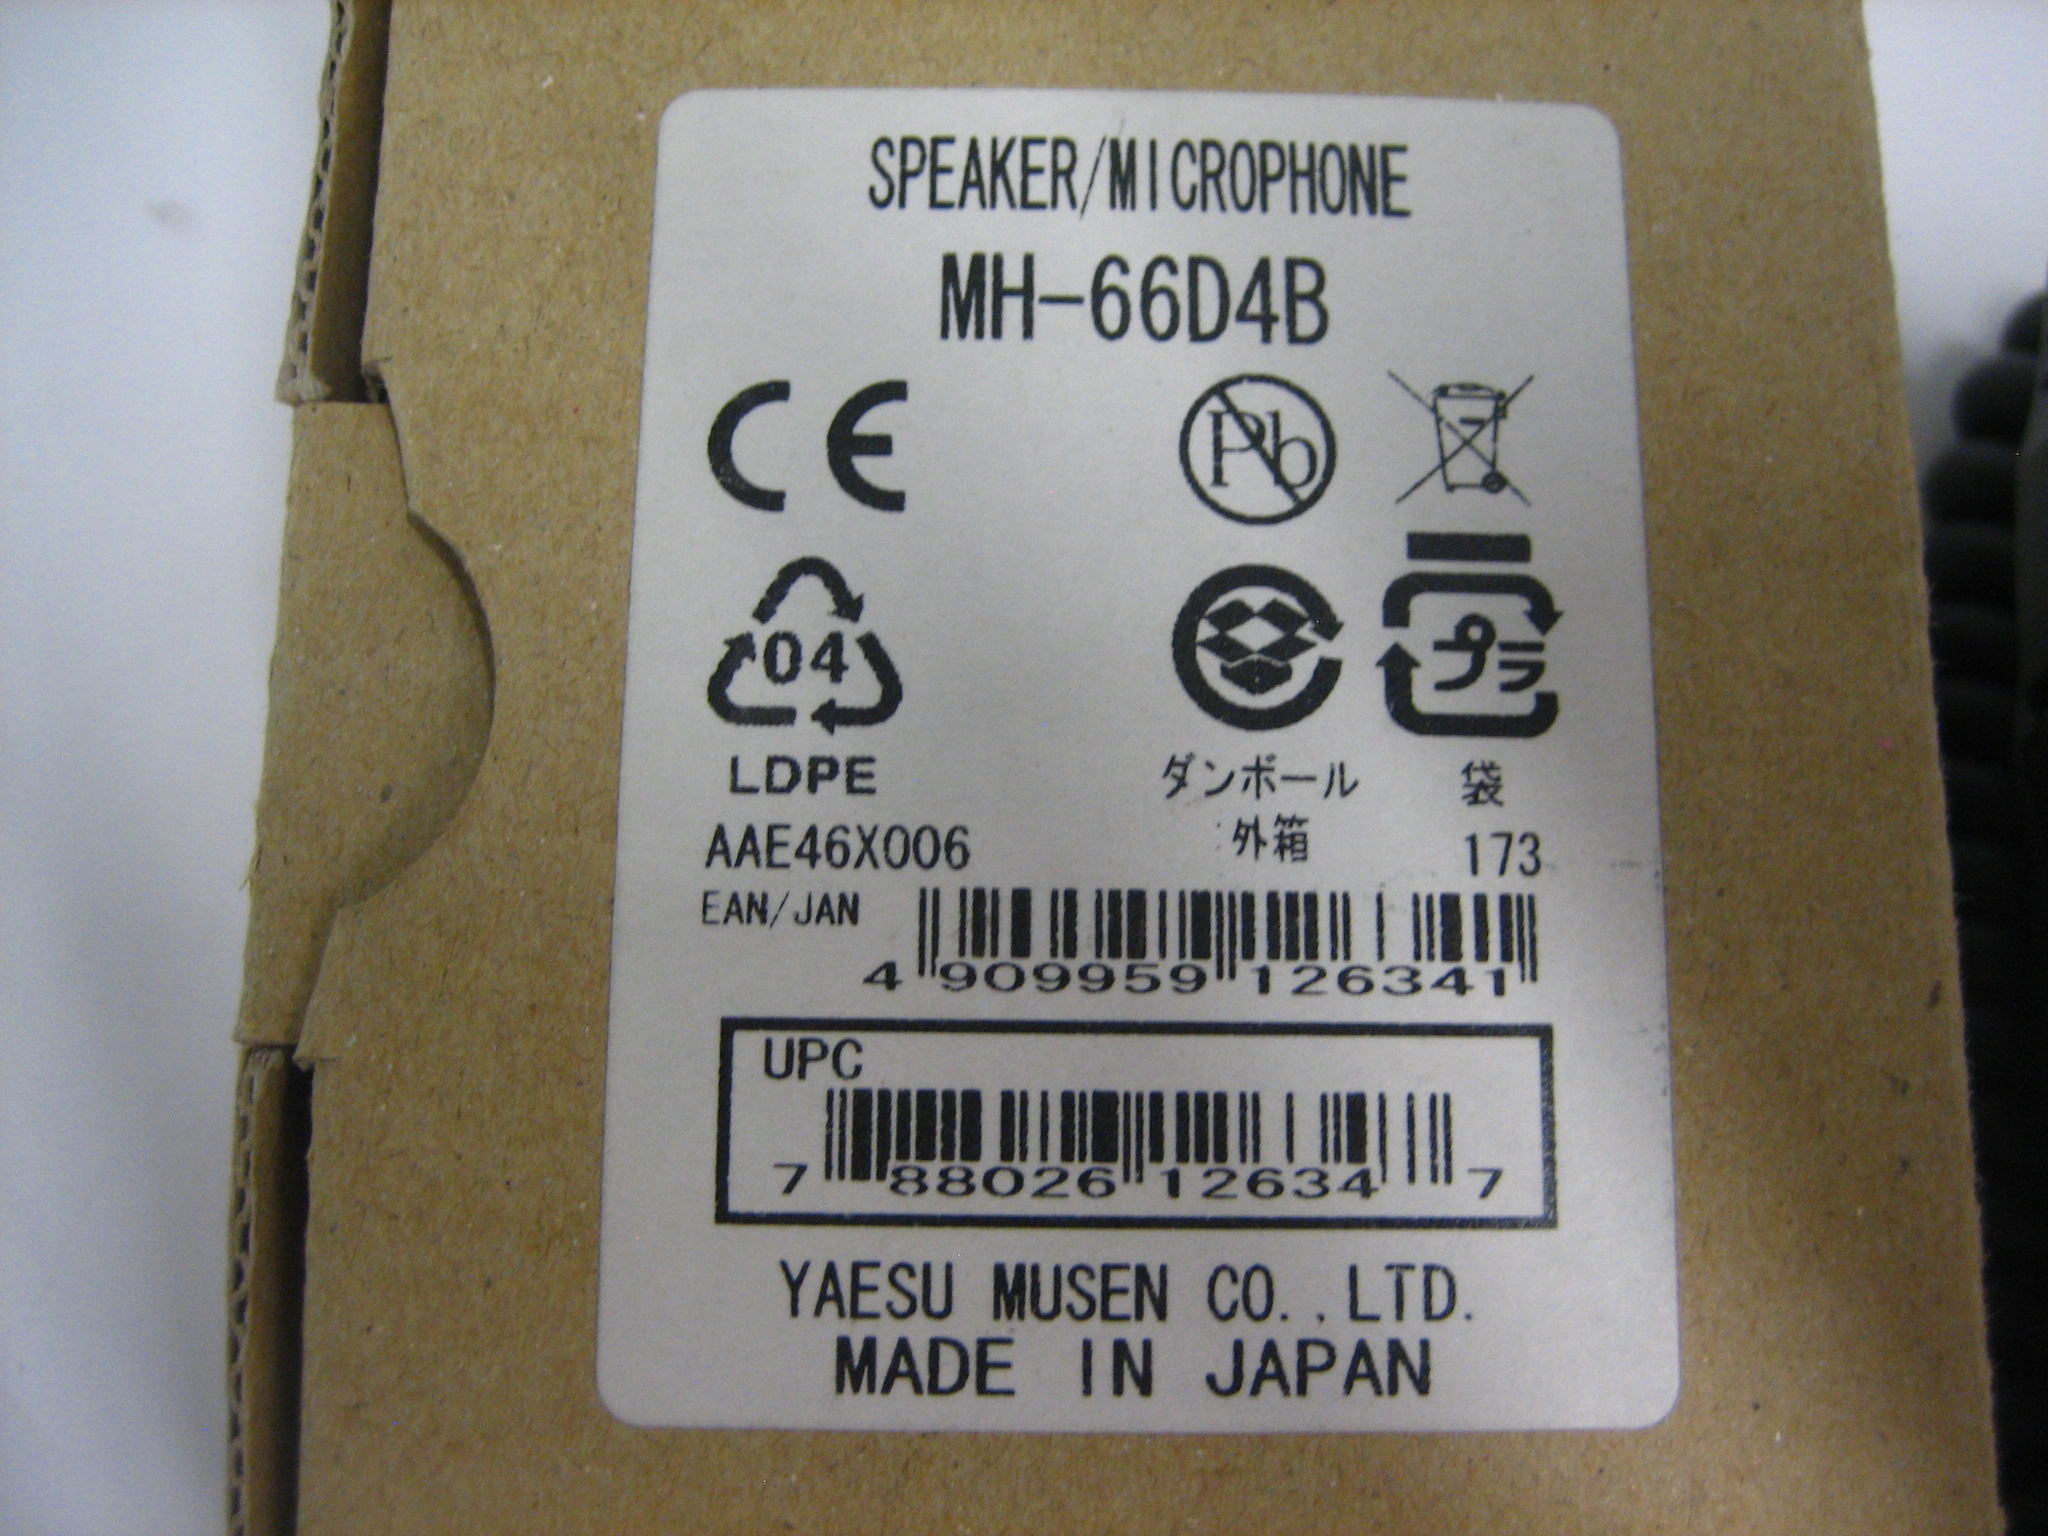 SPEAKER/MICROPHONE
MH-66D4B
CE
Pb
04
プラ
LDPE
ダンボール
袋
AAE46X006
外箱
173
EAN/JAN
4 909959 126341
UPC
7 88026 12634 7
YAESU MUSEN CO.,LTD.
MADE IN JAPAN